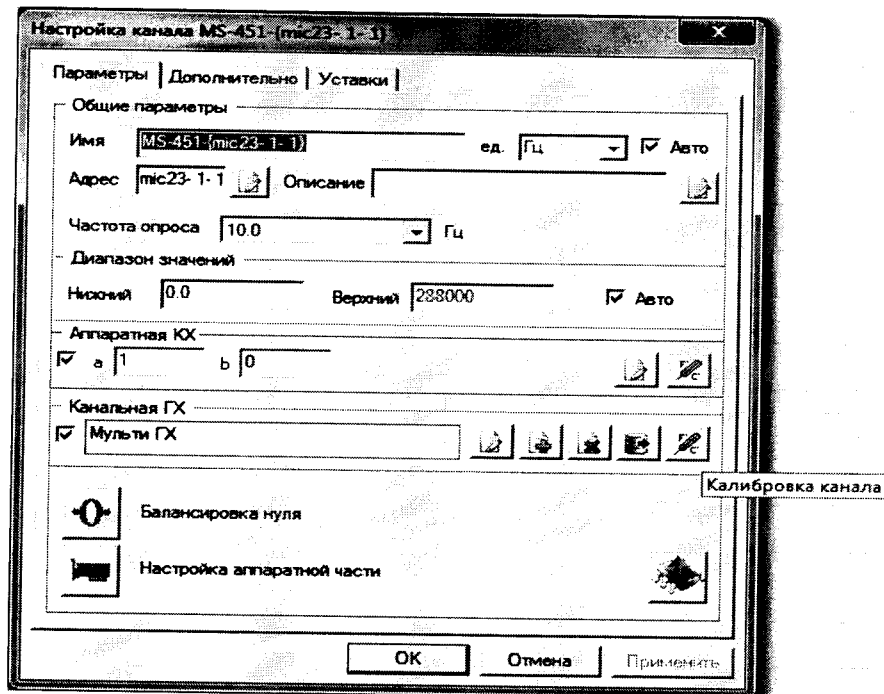 Настройка канала MS-451-{mic23- 1- 1}
Параметры Дополнительно Уставки
Общие параметры
Имя MS-451-{mic23- 1- 1} ед. Гц Авто
Адрес mic23- 1- 1 Описание
Частота опроса 10.0 Гц
Диапазон значений
Нижний 0.0 Верхний 288000 Авто
Аппаратная КХ
a 1 b 0
Канальная ГХ
Мульти ГХ
Калибровка канала
Балансировка нуля
Настройка аппаратной части
OK Отмена Применить